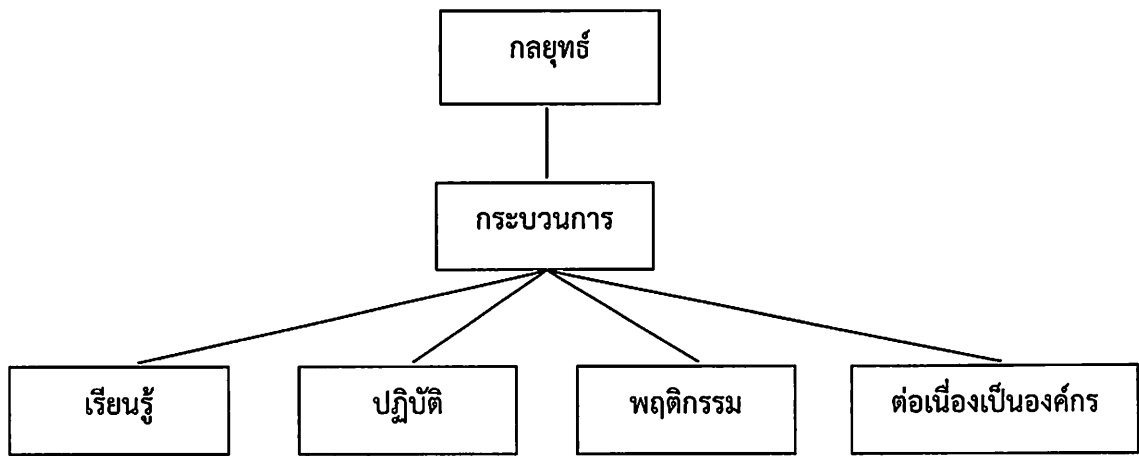 กลยุทธ์
กระบวนการ
เรียนรู้
ปฏิบัติ
พฤติกรรม
ต่อเนื่องเป็นองค์กร